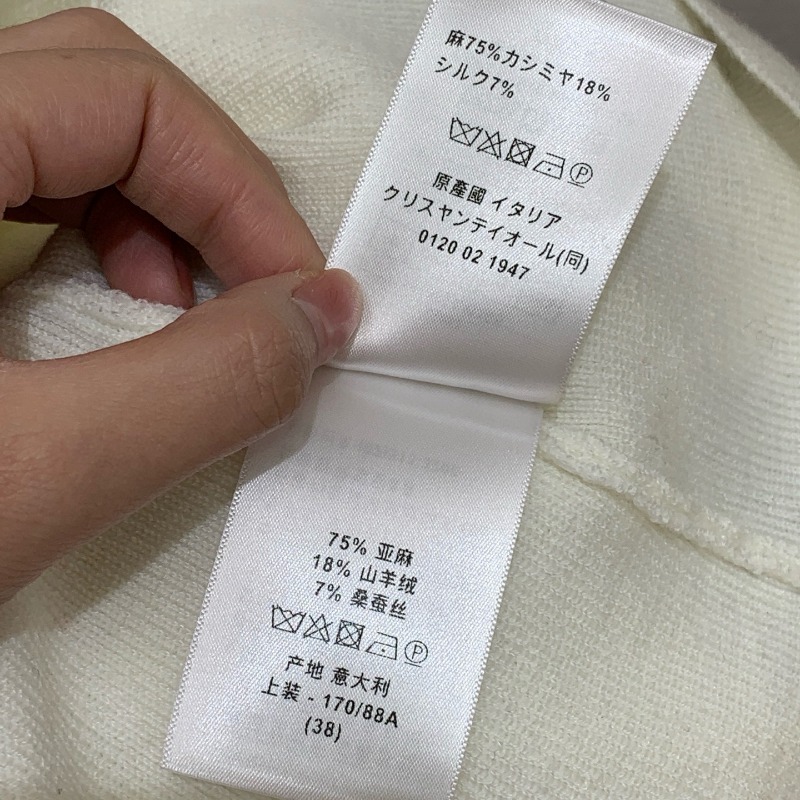 麻75%カシミヤ18%
シルク7%
P
原產國 イタリア
クリスヤンテイオール(同)
0120 02 1947
75% 亚麻
18% 山羊绒
7% 桑蚕丝
P
产地 意大利
上装 - 170/88A
(38)